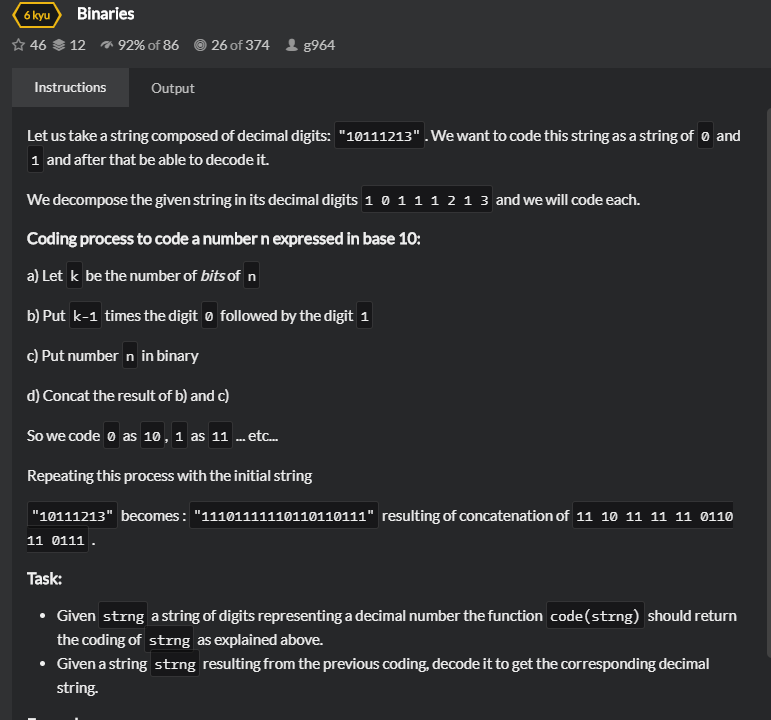 6 kyu Binaries
46 12 92% of 86 26 of 374 g964
Instructions Output
Let us take a string composed of decimal digits: "10111213". We want to code this string as a string of 0 and
1 and after that be able to decode it.
We decompose the given string in its decimal digits 1 0 1 1 1 2 1 3 and we will code each.
Coding process to code a number n expressed in base 10:
a) Let k be the number of bits of n
b) Put k-1 times the digit 0 followed by the digit 1
c) Put number n in binary
d) Concat the result of b) and c)
So we code 0 as 10, 1 as 11 ... etc...
Repeating this process with the initial string
"10111213" becomes : "11101111110110110111" resulting of concatenation of 11 10 11 11 11 0110
11 0111 .
Task:
• Given strng a string of digits representing a decimal number the function code(strng) should return
the coding of strng as explained above.
• Given a string strng resulting from the previous coding, decode it to get the corresponding decimal
string.